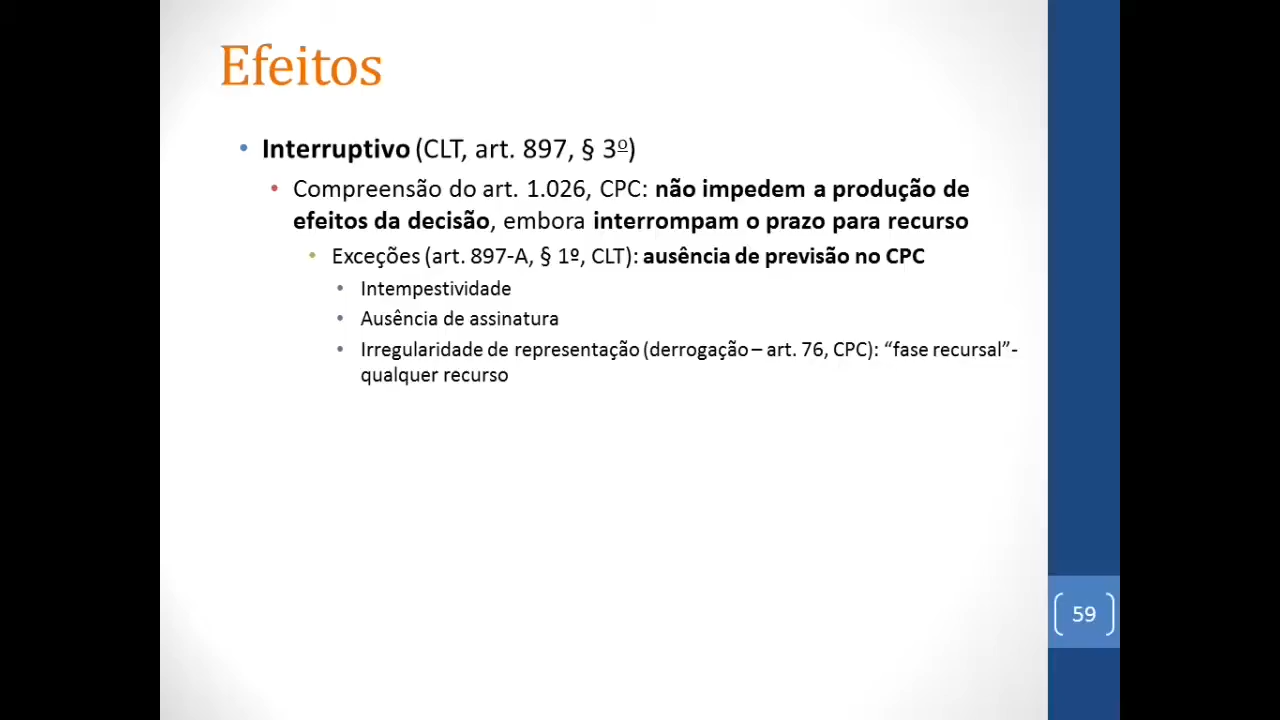 Efeitos
• Interruptivo (CLT, art. 897, § 3º)
• Compreensão do art. 1.026, CPC: não impedem a produção de
efeitos da decisão, embora interrompam o prazo para recurso
• Exceções (art. 897-A, § 1º, CLT): ausência de previsão no CPC
• Intempestividade
• Ausência de assinatura
• Irregularidade de representação (derrogação – art. 76, CPC): “fase recursal”-
qualquer recurso
59